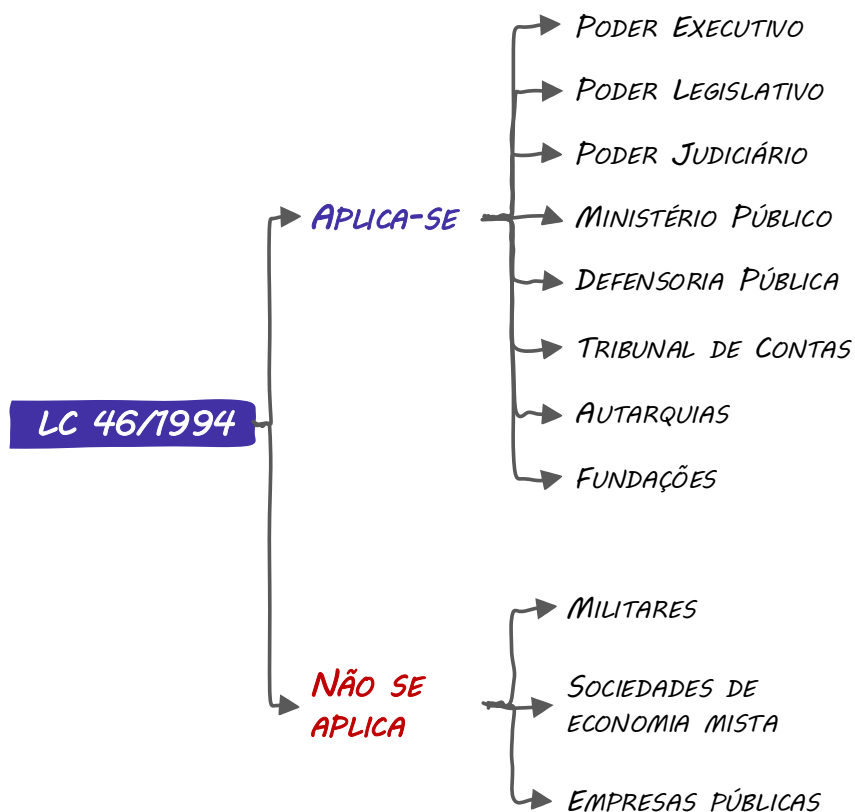 PODER EXECUTIVO
PODER LEGISLATIVO
PODER JUDICIÁRIO
APLICA-SE
MINISTÉRIO PÚBLICO
DEFENSORIA PÚBLICA
TRIBUNAL DE CONTAS
LC 46/1994
AUTARQUIAS
FUNDAÇÕES
MILITARES
NÃO SE
APLICA
SOCIEDADES DE
ECONOMIA MISTA
EMPRESAS PÚBLICAS